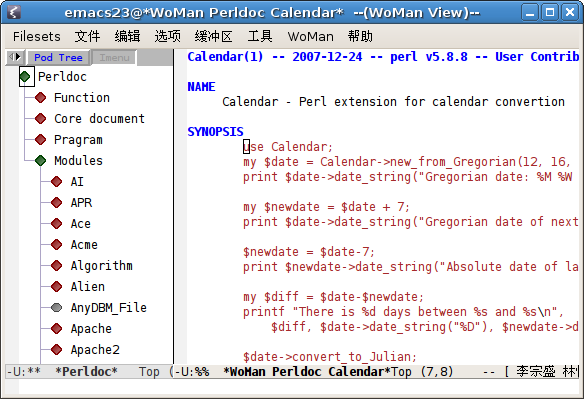 emacs23@*WoMan Perldoc Calendar* --(WoMan View)--
Filesets 文件 编辑 选项 缓冲区 工具 WoMan 帮助
Pod Tree Imenu
Perldoc
Function
Core document
Pragram
Modules
AI
APR
Ace
Acme
Algorithm
Alien
AnyDBM_File
Apache
Apache2
-U:** *Perldoc* Top (
Calendar(1) -- 2007-12-24 -- perl v5.8.8 -- User Contrib
NAME
Calendar - Perl extension for calendar convertion
SYNOPSIS
use Calendar;
my $date = Calendar->new_from_Gregorian(12, 16,
print $date->date_string("Gregorian date: %M %W
my $newdate = $date + 7;
print $date->date_string("Gregorian date of next
$newdate = $date-7;
print $newdate->date_string("Absolute date of la
my $diff = $date-$newdate;
printf "There is %d days between %s and %s\n",
$diff, $date->date_string("%D"), $newdate->d
$date->convert_to_Julian;
-U:%% *WoMan Perldoc Calendar*Top (7,8) -- [ 李宗盛